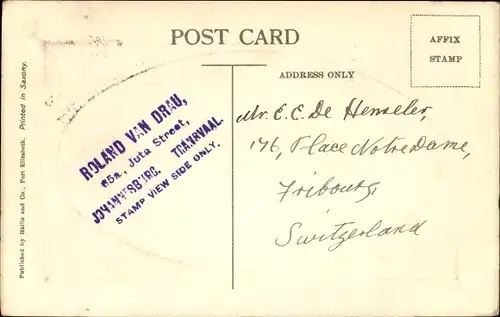 POST CARD
AFFIX
STAMP
ADDRESS ONLY
Published by Hallis and Co., Port Elizabeth. Printed in Saxony.
ROLAND VAN DRAU,
65a, Juta Street,
JOHANNESBURG. TRANRVAAL.
STAMP VIEW SIDE ONLY.
Mr. E. E. De Henseler,
176, Place Notre Dame,
Fribourg,
Switzerland